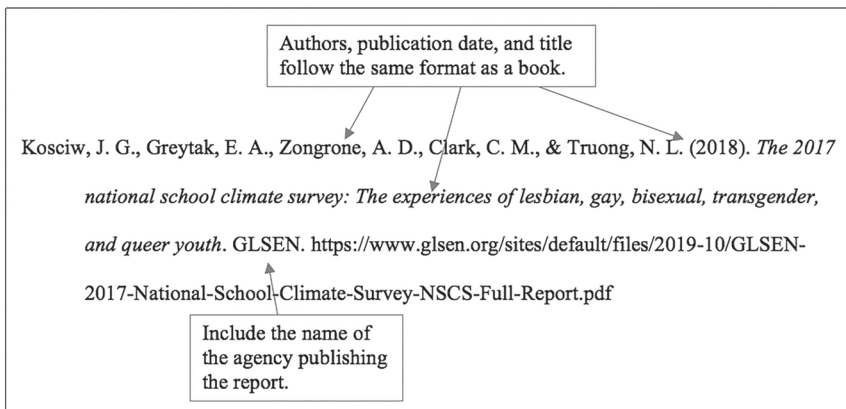 Authors, publication date, and title
follow the same format as a book.
Kosciw, J. G., Greytak, E. A., Zongrone, A. D., Clark, C. M., & Truong, N. L. (2018). The 2017
national school climate survey: The experiences of lesbian, gay, bisexual, transgender,
and queer youth. GLSEN. https://www.glsen.org/sites/default/files/2019-10/GLSEN-
2017-National-School-Climate-Survey-NSCS-Full-Report.pdf
Include the name of
the agency publishing
the report.